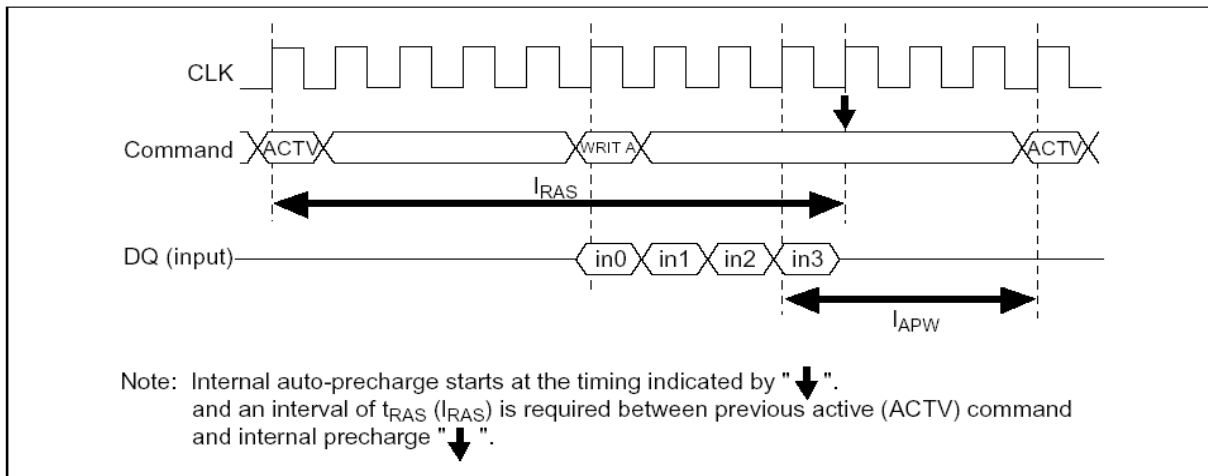 CLK
Command ACTV WRIT A ACTV
lRAS
DQ (input) in0 in1 in2 in3
lAPW
Note: Internal auto-precharge starts at the timing indicated by " ".
and an interval of tRAS (lRAS) is required between previous active (ACTV) command
and internal precharge " ".